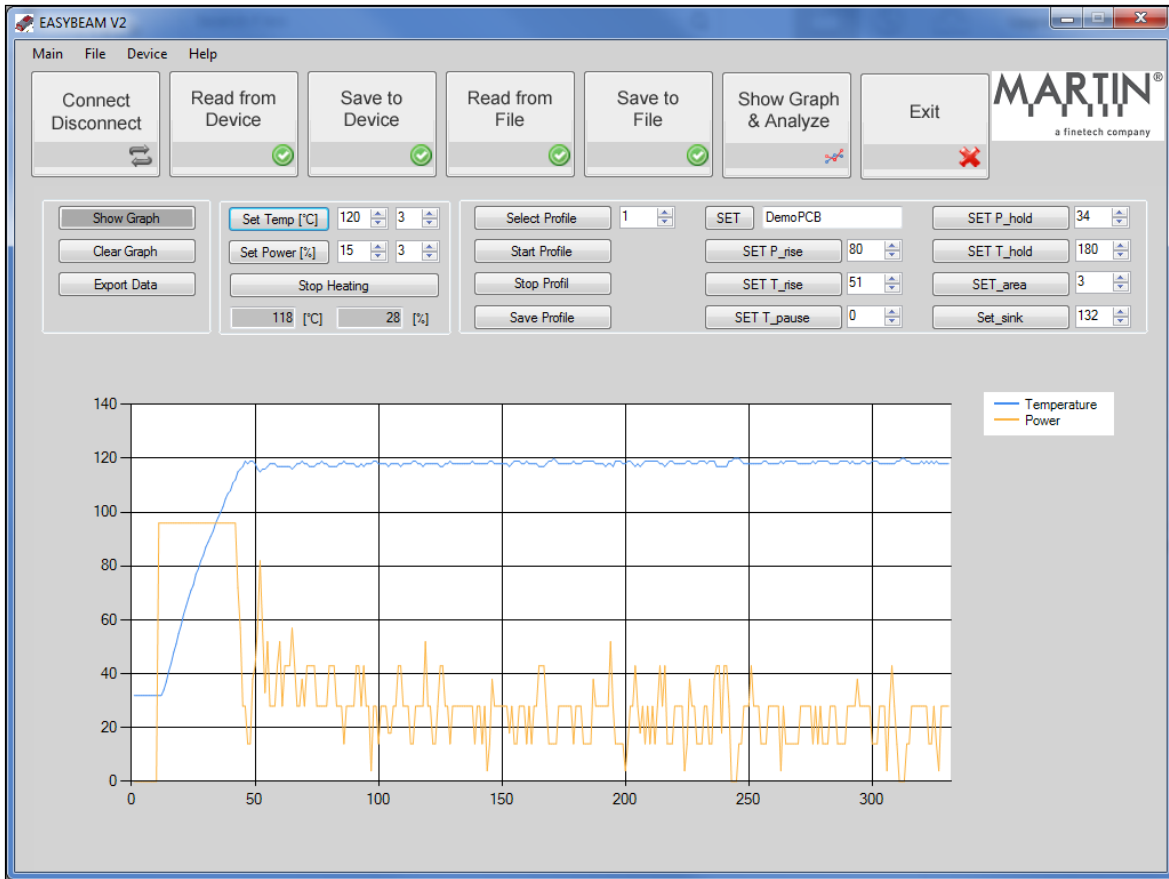 EASYBEAM V2
Main File Device Help
Connect
Disconnect
Read from
Device
Save to
Device
Read from
File
Save to
File
Show Graph
& Analyze
Exit
MARTIN®
a finetech company
Show Graph
Clear Graph
Export Data
Set Temp [°C] 120 3
Set Power [%] 15 3
Stop Heating
118 [°C] 28 [%]
Select Profile 1
Start Profile
Stop Profil
Save Profile
SET DemoPCB
SET P_rise 80
SET T_rise 51
SET T_pause 0
SET P_hold 34
SET T_hold 180
SET_area 3
Set_sink 132
Temperature
Power
140
120
100
80
60
40
20
0
0 50 100 150 200 250 300